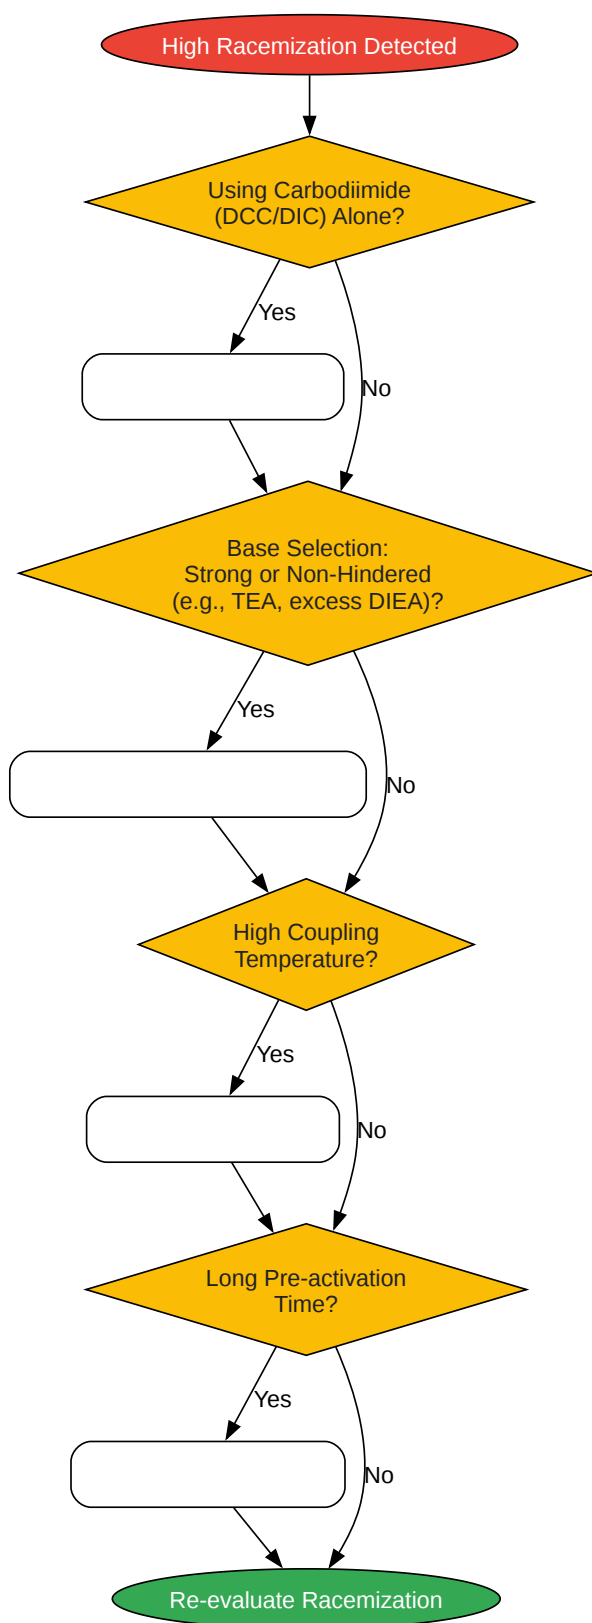 High Racemization Detected
Using Carbodiimide
(DCC/DIC) Alone?
Yes
No
Base Selection:
Strong or Non-Hindered
(e.g., TEA, excess DIEA)?
Yes
No
High Coupling
Temperature?
Yes
No
Long Pre-activation
Time?
Yes
No
Re-evaluate Racemization